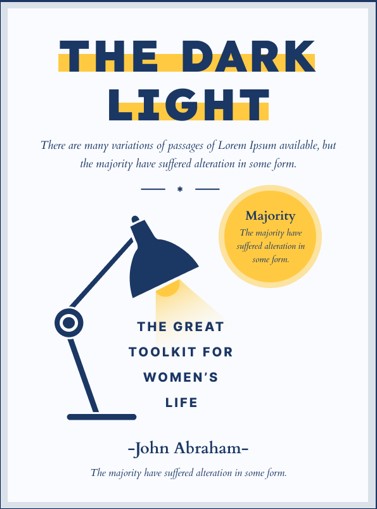 THE DARK
LIGHT
There are many variations of passages of Lorem Ipsum available, but
the majority have suffered alteration in some form.
*
Majority
The majority have
suffered alteration in
some form.
THE GREAT
TOOLKIT FOR
WOMEN'S
LIFE
-John Abraham-
The majority have suffered alteration in some form.